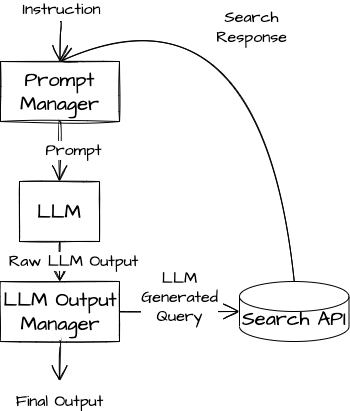 Instruction
Search
Response
Prompt
Manager
Prompt
LLM
Raw LLM Output
LLM Output
Manager
LLM
Generated
Query
Search API
Final Output